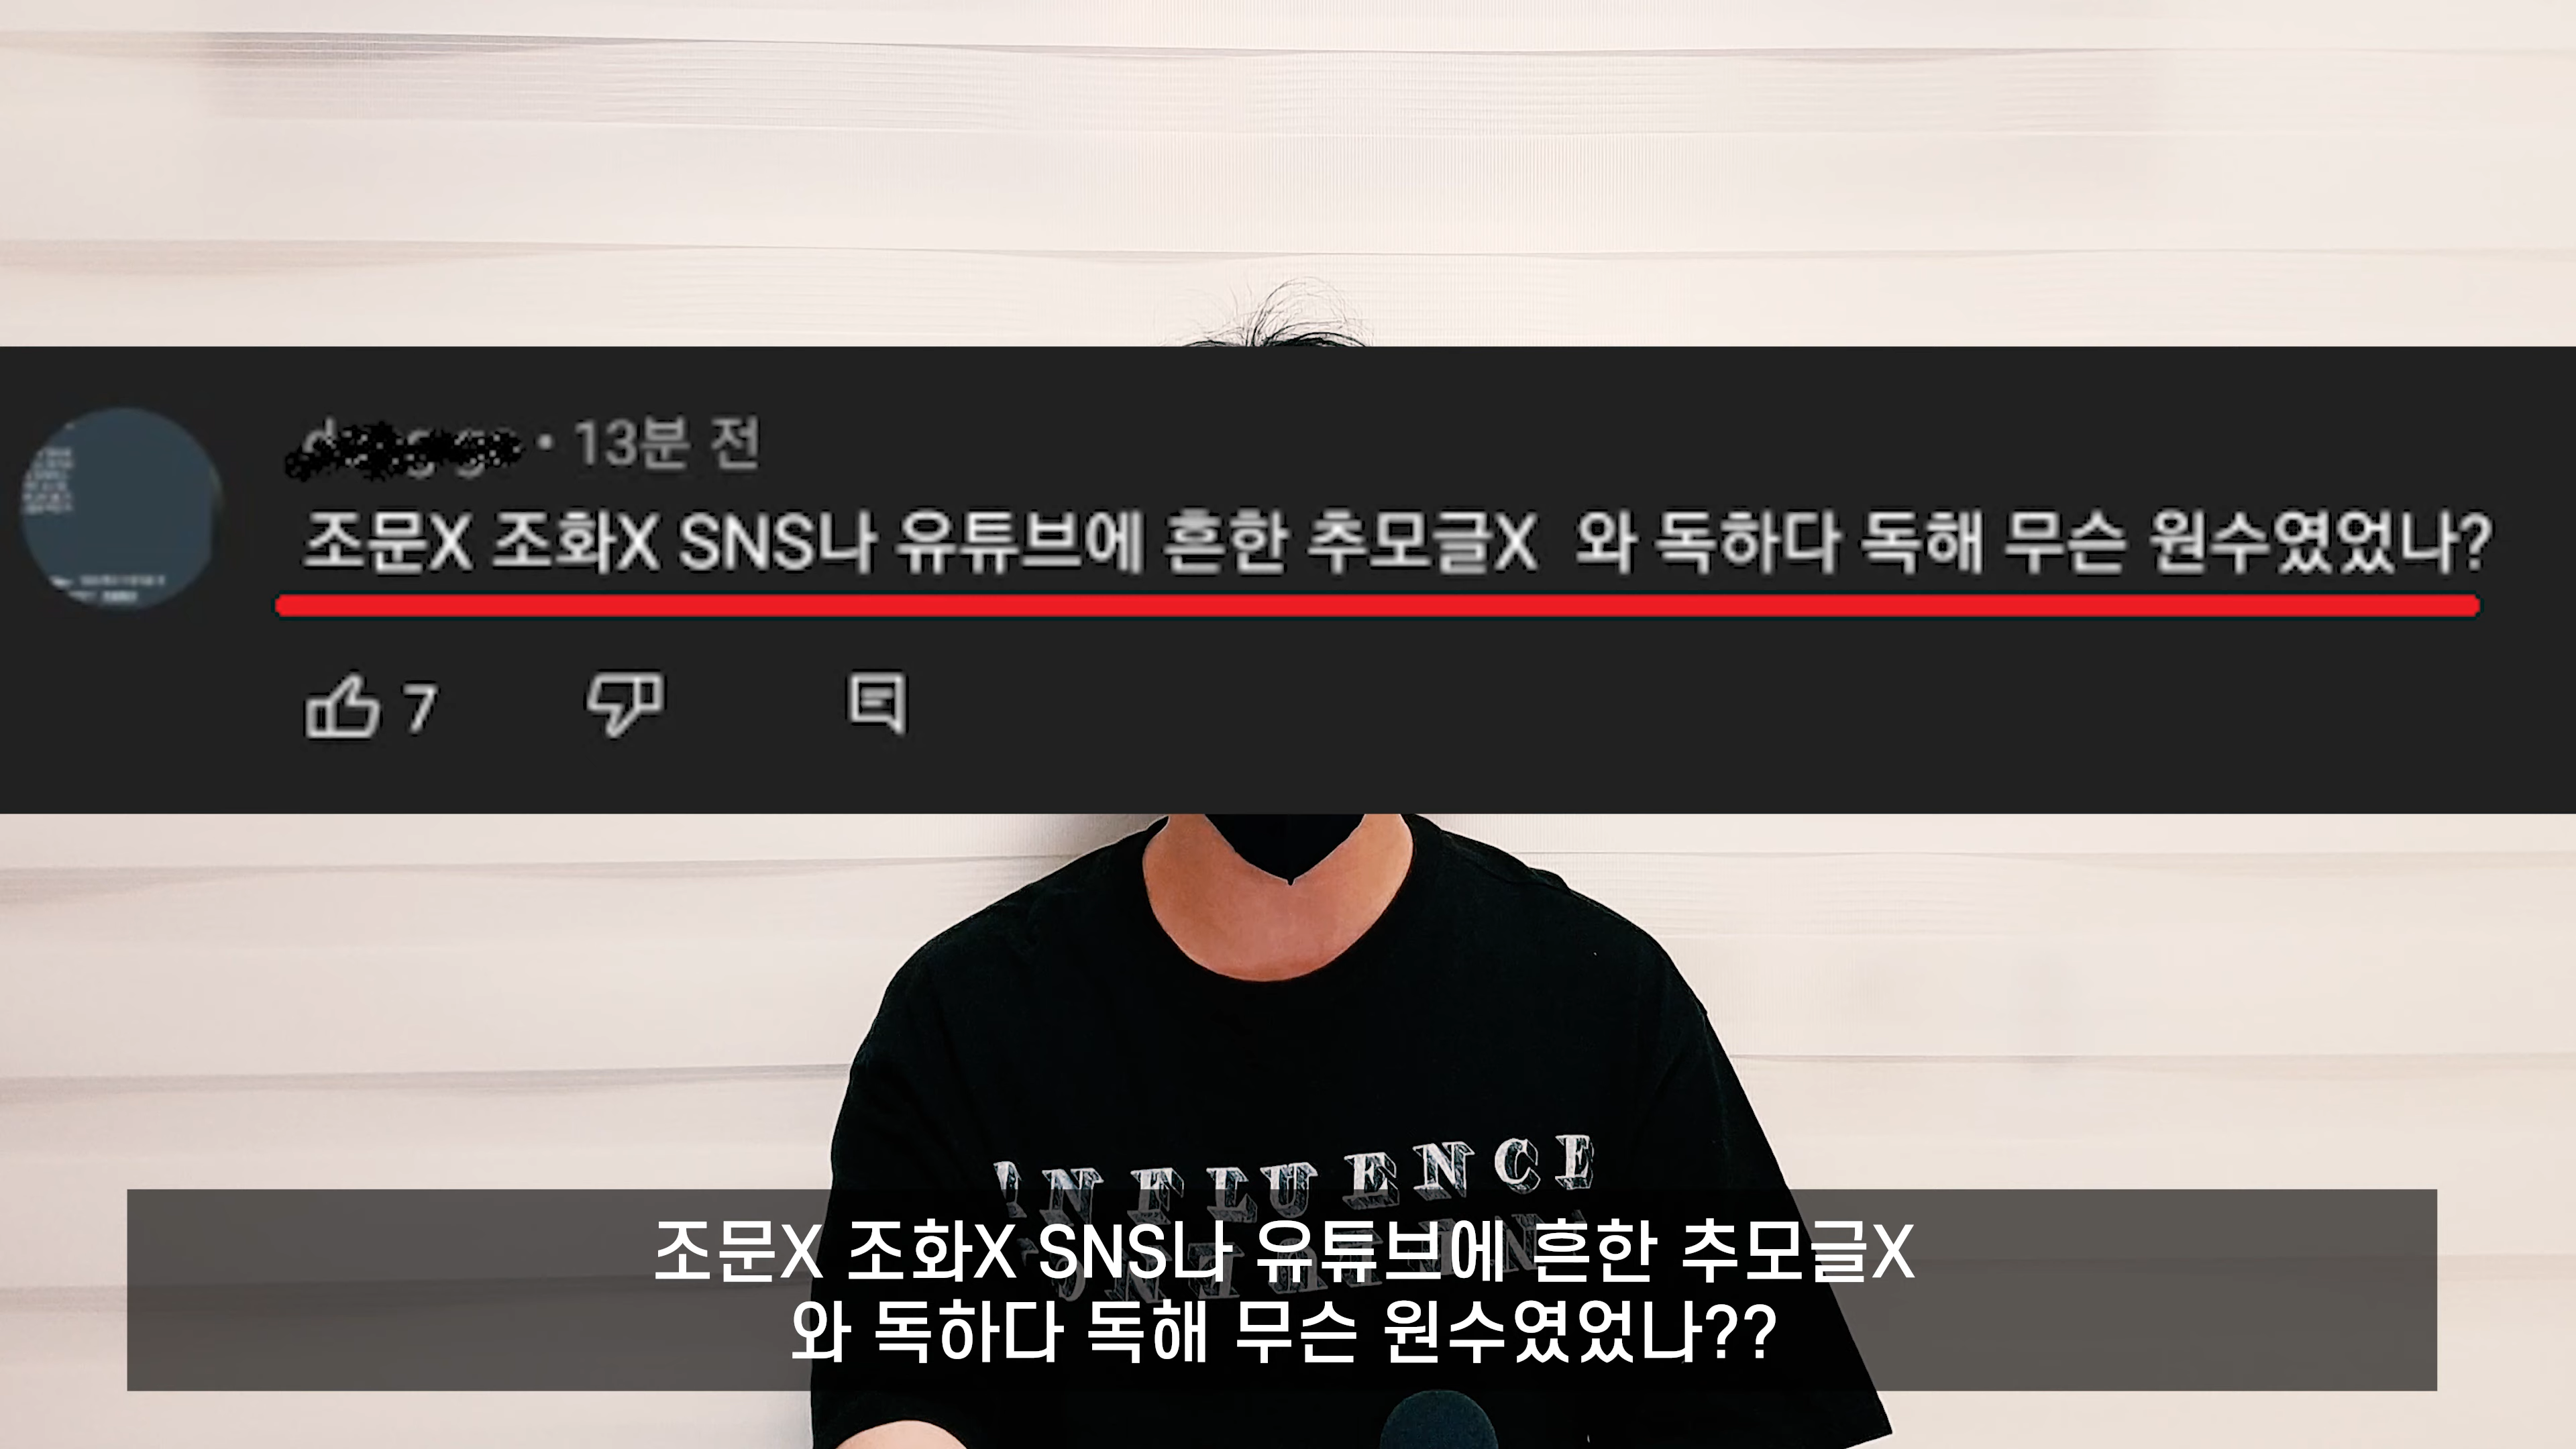 13분 전
조문X 조화X SNS나 유튜브에 흔한 추모글X 와 독하다 독해 무슨 원수였었나?
7
INFLUENCE
조문X 조화X SNS나 유튜브에 흔한 추모글X
와 독하다 독해 무슨 원수였었나??